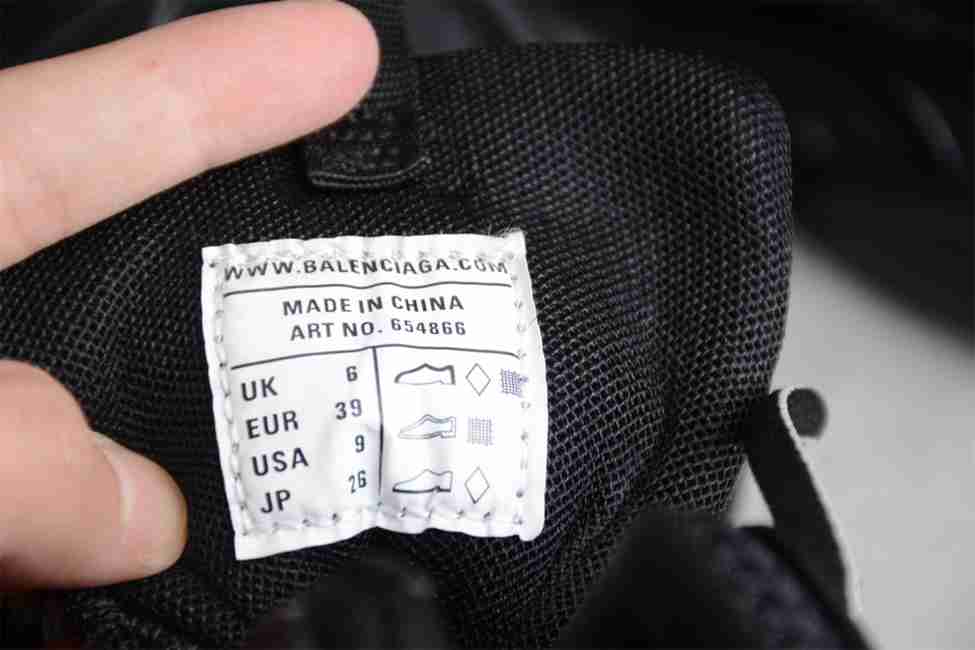 WWW.BALENCIAGA.COM
MADE IN CHINA
ART NO. 654866
UK 6
EUR 39
USA 9
JP 26